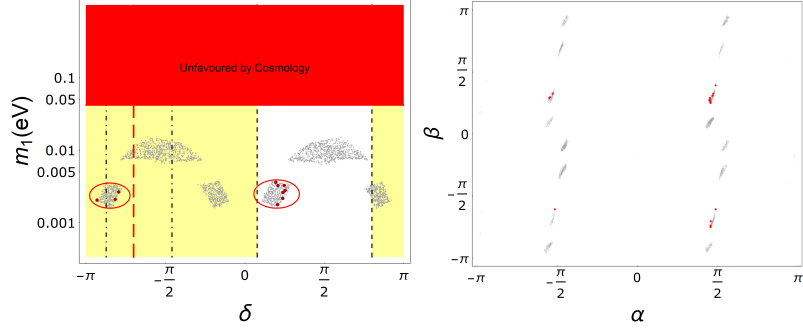 Unfavoured by Cosmology
m₁(eV)
0.1
0.05
0.01
0.005
0.001
−π
−π/2
0
π/2
π
δ
β
π
π/2
0
−π/2
−π
−π
−π/2
0
π/2
π
α